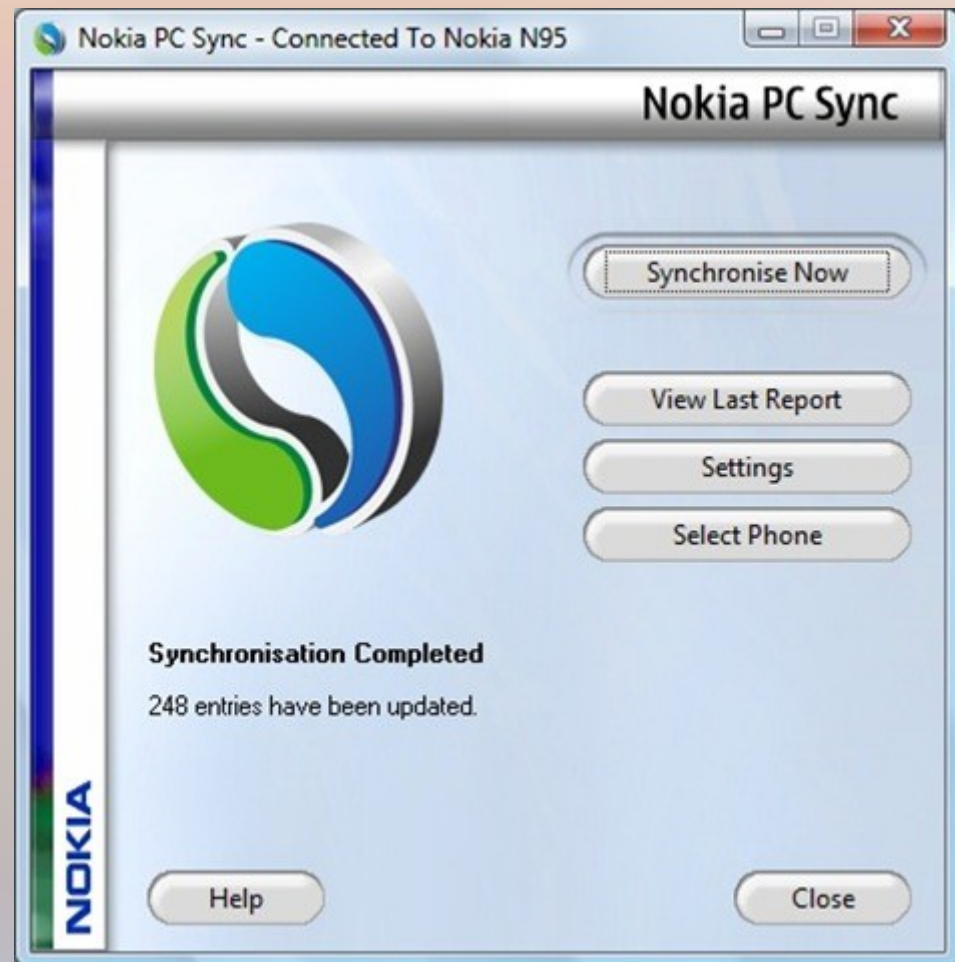 Nokia PC Sync - Connected To Nokia N95
Nokia PC Sync
Synchronise Now
View Last Report
Settings
Select Phone
Synchronisation Completed
248 entries have been updated.
NOKIA
Help
Close